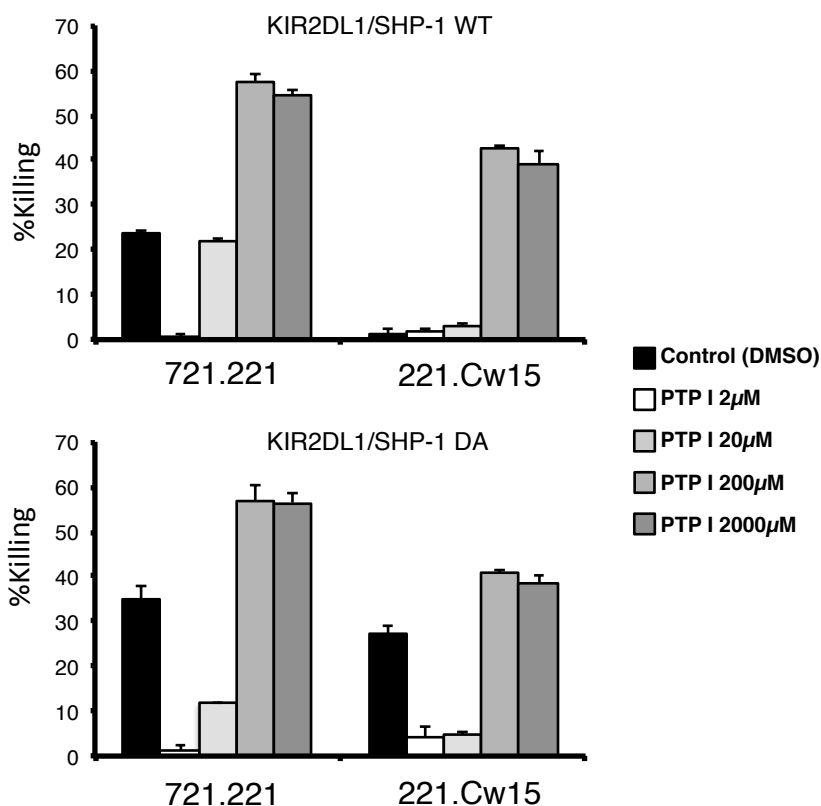 KIR2DL1/SHP-1 WT
%Killing
70
60
50
40
30
20
10
0
721.221
221.Cw15
Control (DMSO)
PTP I 2µM
PTP I 20µM
PTP I 200µM
PTP I 2000µM
KIR2DL1/SHP-1 DA
%Killing
70
60
50
40
30
20
10
0
721.221
221.Cw15